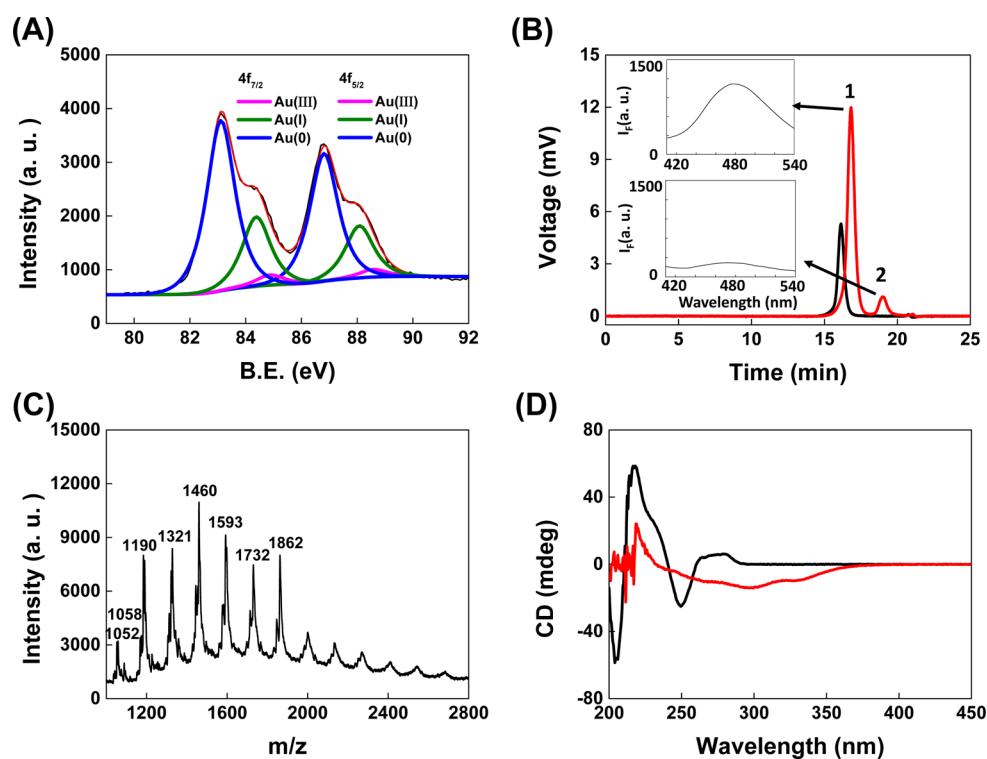 (A)
5000
4000
3000
2000
1000
0
Intensity (a. u.)
4f7/2 4f5/2
Au(III) Au(III)
Au(I) Au(I)
Au(0) Au(0)
80 82 84 86 88 90 92
B.E. (eV)
(B)
15
12
9
6
3
0
Voltage (mV)
1500
0
IF(a. u.)
410 480 540
1500
0
IF(a. u.)
410 480 540
Wavelength (nm)
1
2
0 5 10 15 20 25
Time (min)
(C)
15000
12000
9000
6000
3000
0
Intensity (a. u. )
1052
1058
1190
1321
1460
1593
1732
1862
1200 1600 2000 2400 2800
m/z
(D)
80
40
0
-40
-80
CD (mdeg)
200 250 300 350 400 450
Wavelength (nm)